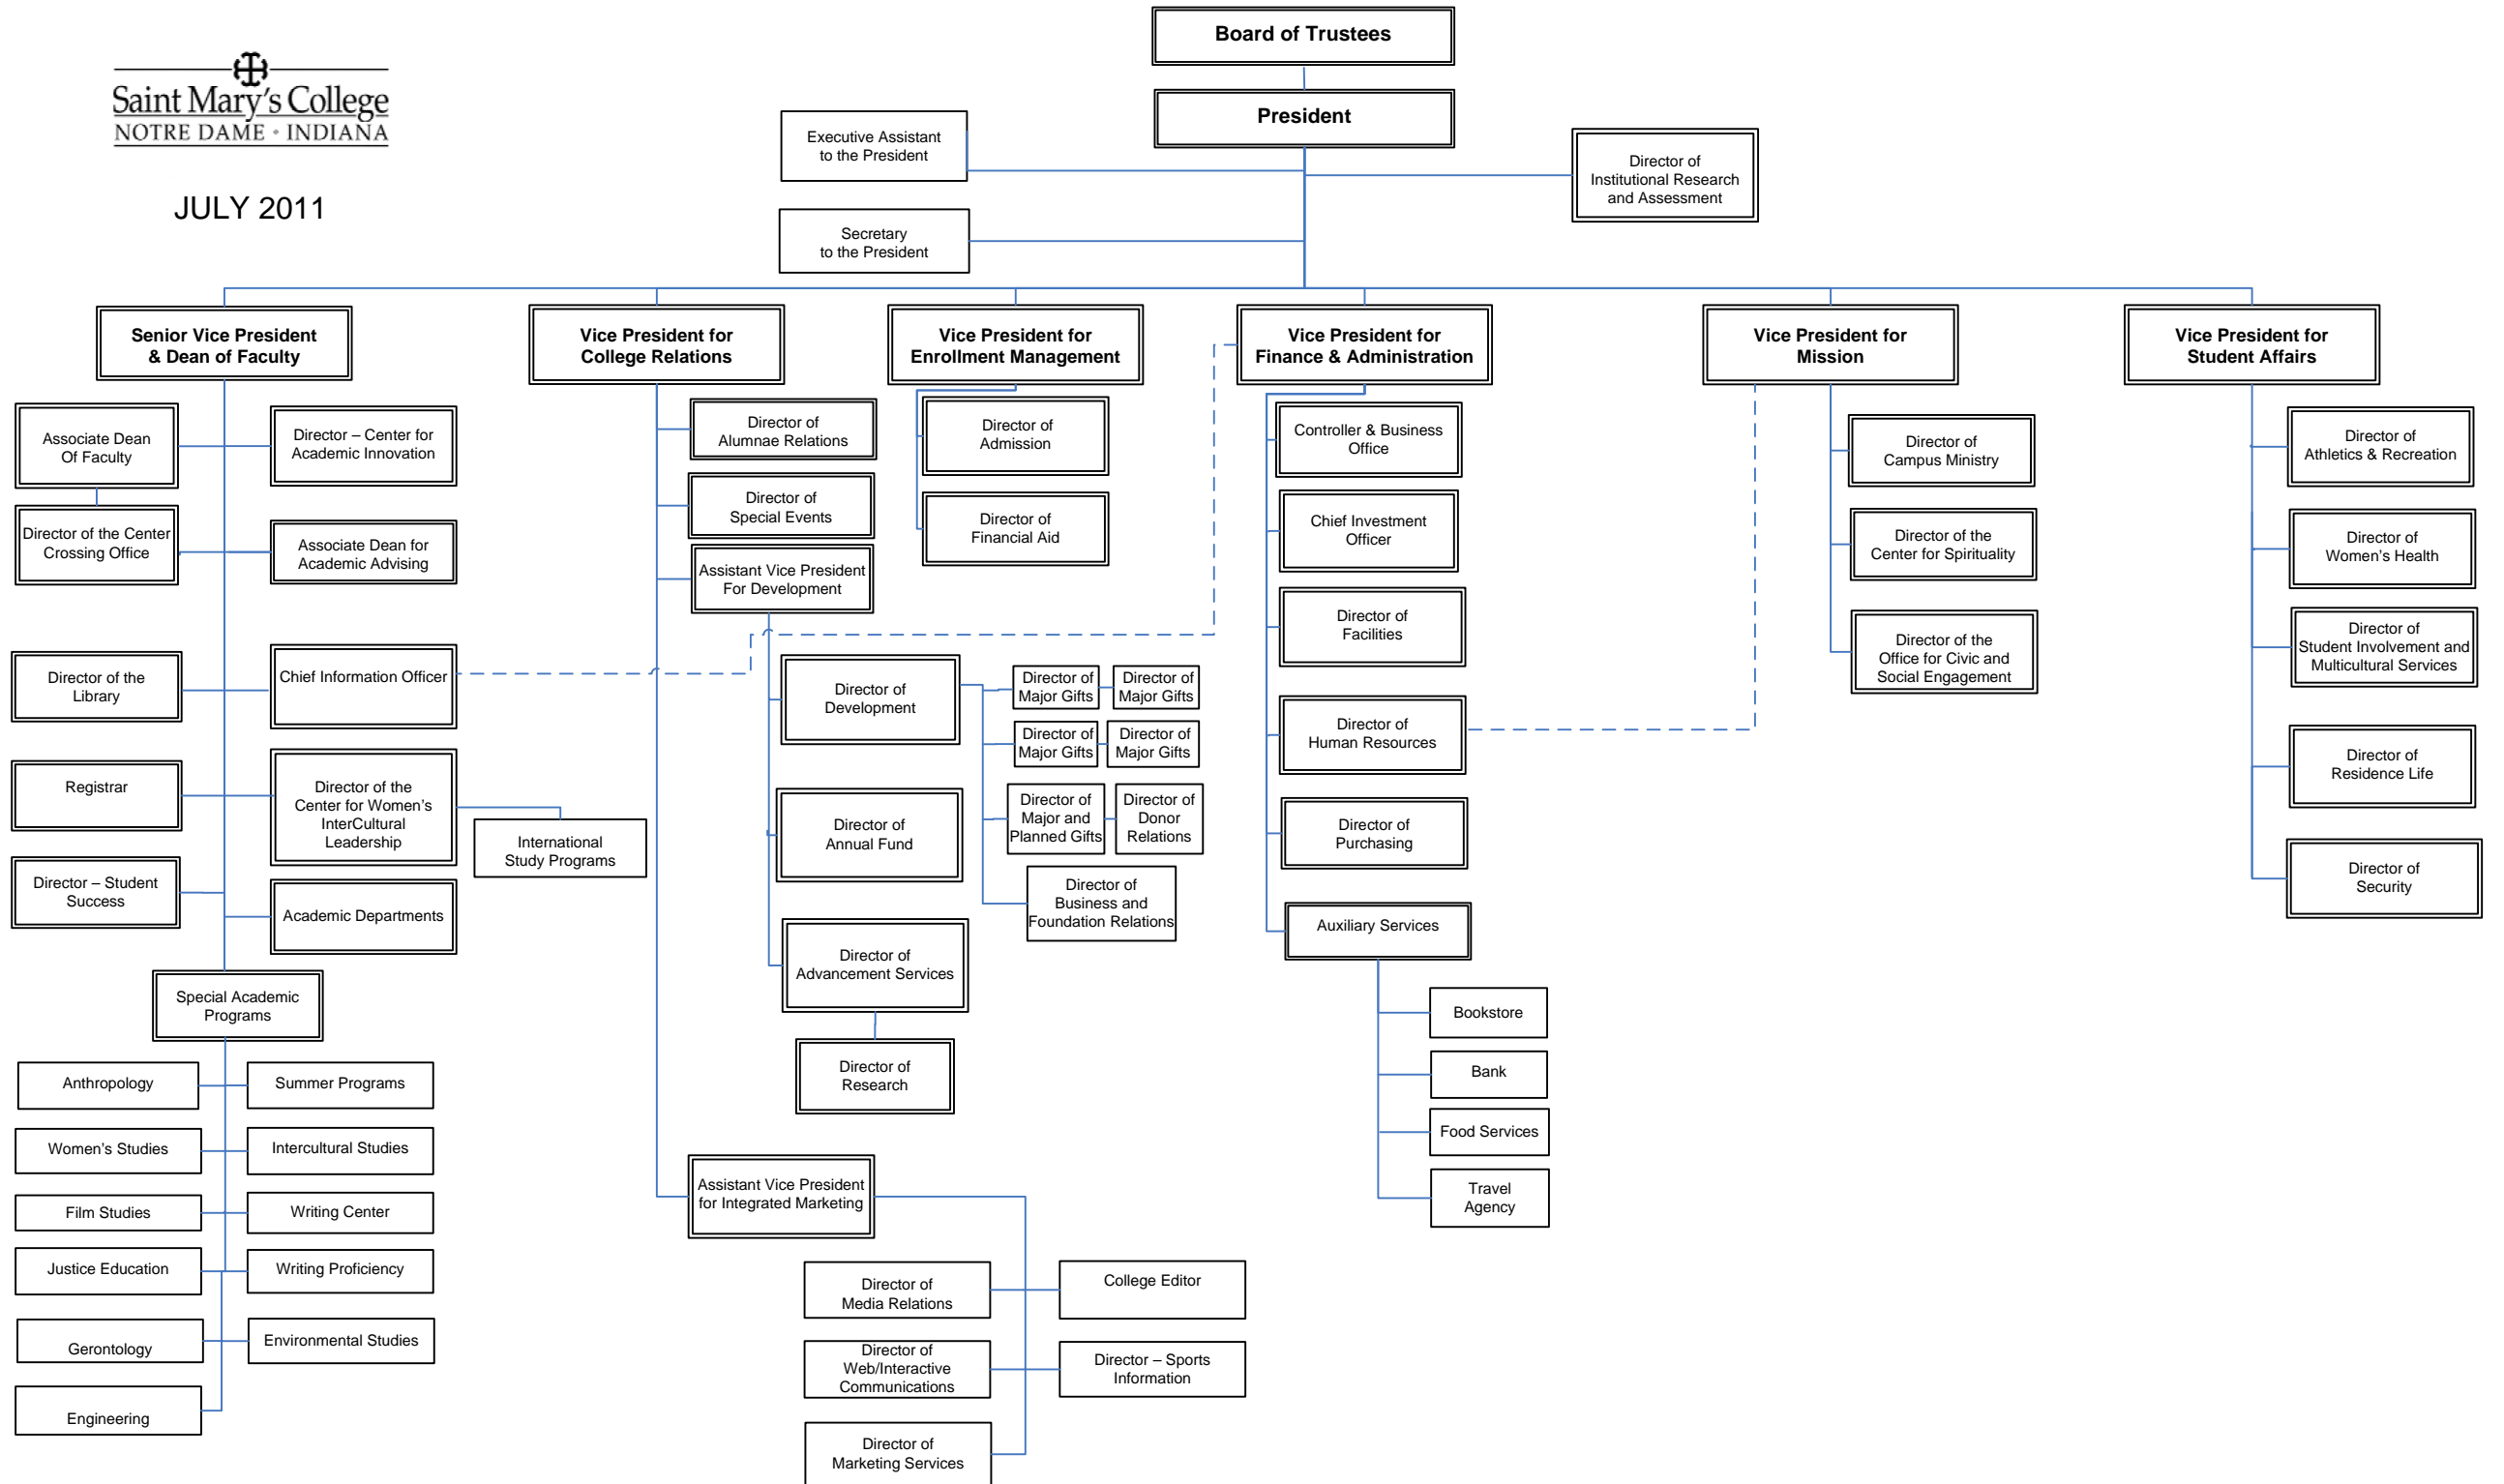 Board of Trustees
President
Saint Mary's College
NOTRE DAME • INDIANA
JULY 2011
Executive Assistant
to the President
Director of
Institutional Research
and Assessment
Secretary
to the President
Senior Vice President
& Dean of Faculty
Vice President for
College Relations
Vice President for
Enrollment Management
Vice President for
Finance & Administration
Vice President for
Mission
Vice President for
Student Affairs
Associate Dean
Of Faculty
Director – Center for
Academic Innovation
Director of the Center
Crossing Office
Associate Dean for
Academic Advising
Director of the
Library
Chief Information Officer
Registrar
Director of the
Center for Women's
InterCultural
Leadership
International
Study Programs
Director – Student
Success
Academic Departments
Special Academic
Programs
Anthropology
Summer Programs
Women's Studies
Intercultural Studies
Film Studies
Writing Center
Justice Education
Writing Proficiency
Gerontology
Environmental Studies
Engineering
Director of
Alumnae Relations
Director of
Special Events
Assistant Vice President
For Development
Director of
Development
Director of
Major Gifts
Director of
Major Gifts
Director of
Major Gifts
Director of
Major Gifts
Director of
Major and
Planned Gifts
Director of
Donor
Relations
Director of
Business and
Foundation Relations
Director of
Annual Fund
Director of
Advancement Services
Director of
Research
Assistant Vice President
for Integrated Marketing
Director of
Media Relations
College Editor
Director of
Web/Interactive
Communications
Director – Sports
Information
Director of
Marketing Services
Director of
Admission
Director of
Financial Aid
Controller & Business
Office
Chief Investment
Officer
Director of
Facilities
Director of
Human Resources
Director of
Purchasing
Auxiliary Services
Bookstore
Bank
Food Services
Travel
Agency
Director of
Campus Ministry
Director of the
Center for Spirituality
Director of the
Office for Civic and
Social Engagement
Director of
Athletics & Recreation
Director of
Women's Health
Director of
Student Involvement and
Multicultural Services
Director of
Residence Life
Director of
Security